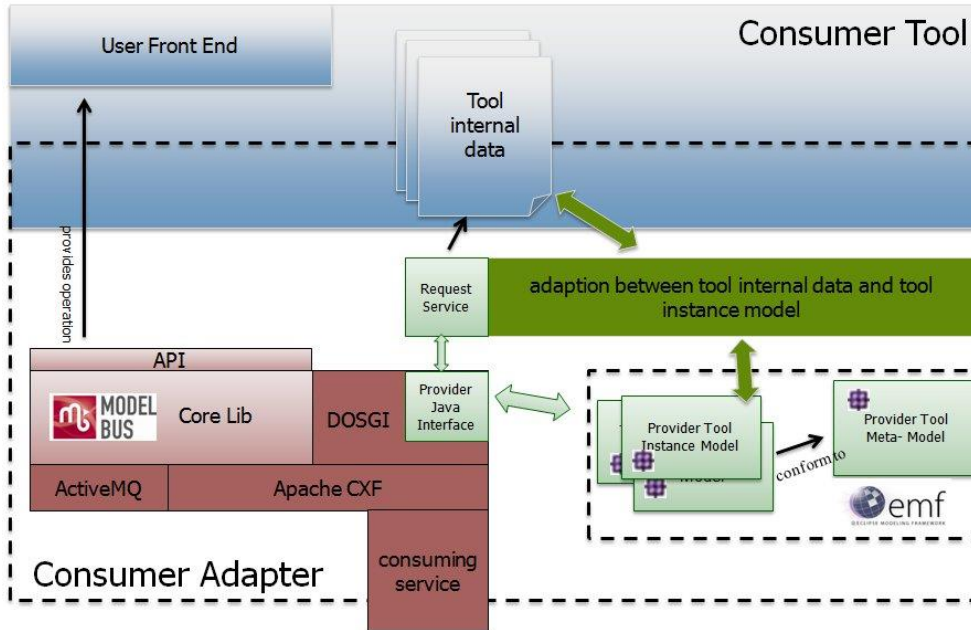 User Front End
Consumer Tool
Tool
internal
data
provides operation
Request
Service
adaption between tool internal data and tool
instance model
API
MODEL
BUS
Core Lib
DOSGI
Provider
Java
Interface
Provider Tool
Instance Model
Model
conform to
Provider Tool
Meta- Model
ActiveMQ
Apache CXF
emf
ECLIPSE MODELING FRAMEWORK
Consumer Adapter
consuming
service